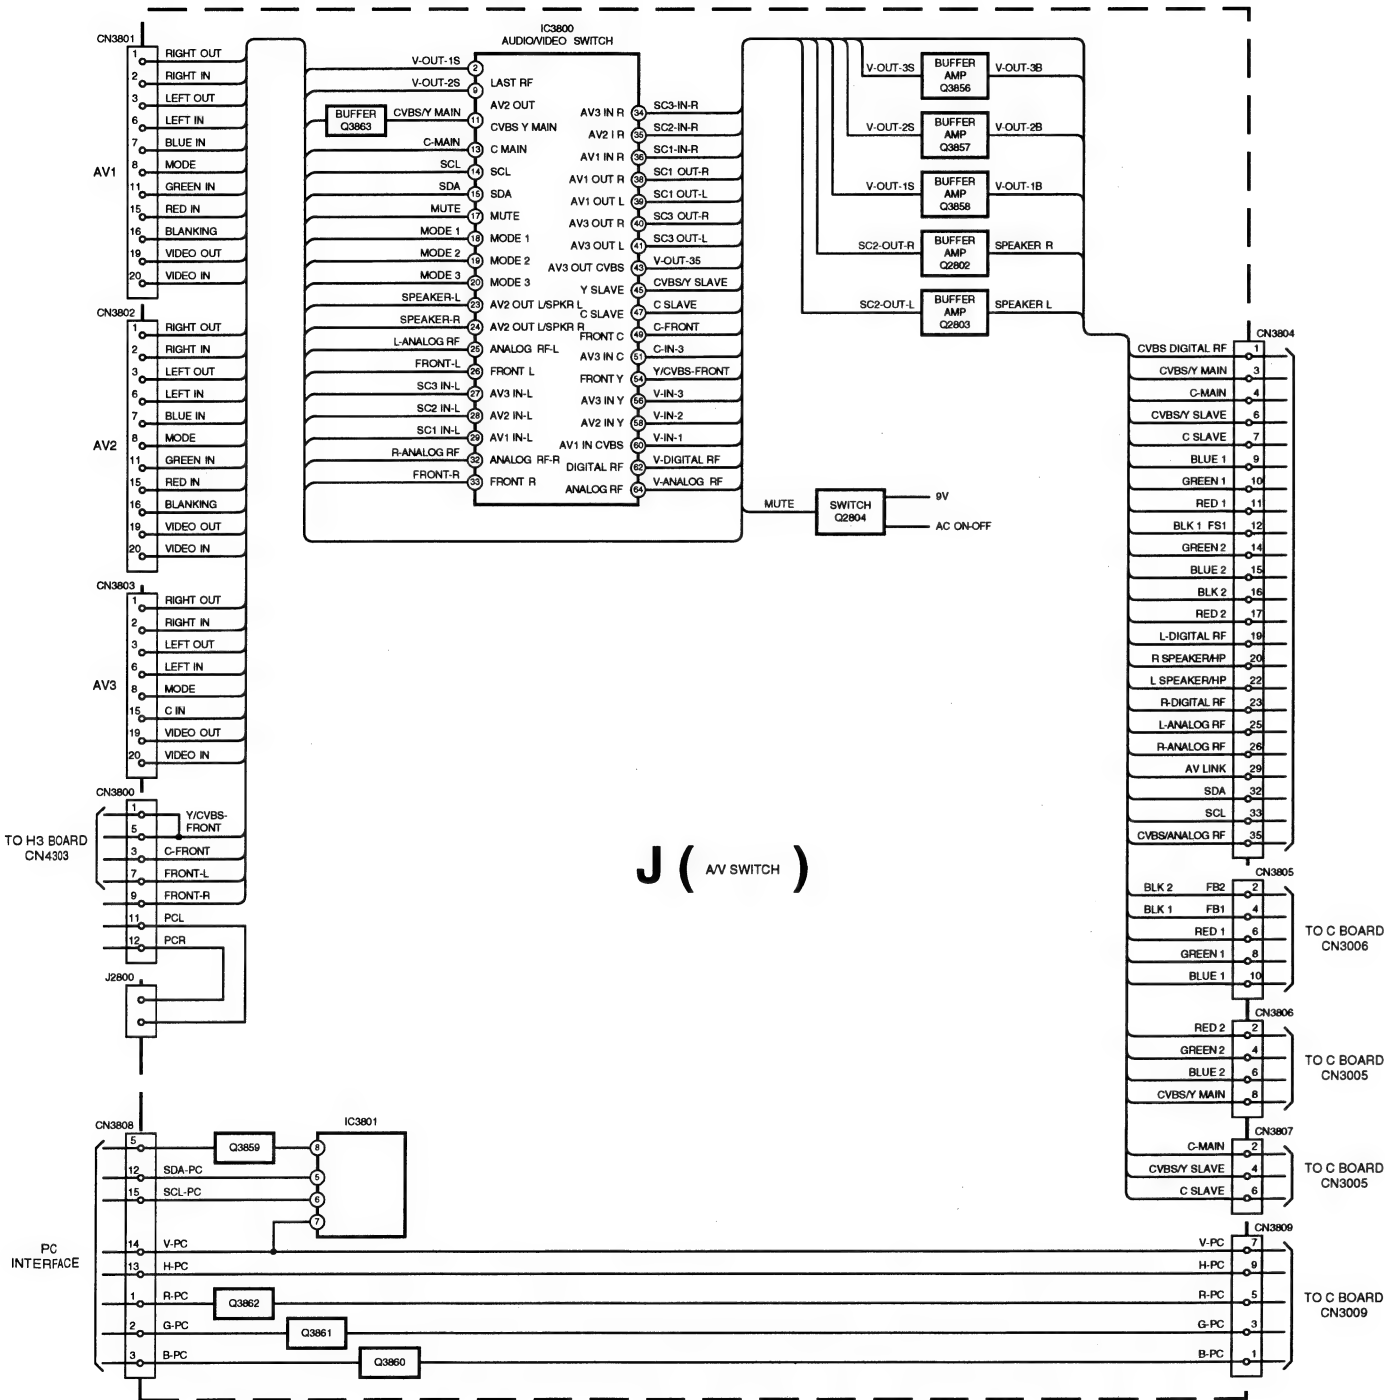 CN3801
AV1
1 RIGHT OUT
2 RIGHT IN
3 LEFT OUT
6 LEFT IN
7 BLUE IN
8 MODE
11 GREEN IN
15 RED IN
16 BLANKING
19 VIDEO OUT
20 VIDEO IN
CN3802
AV2
1 RIGHT OUT
2 RIGHT IN
3 LEFT OUT
6 LEFT IN
7 BLUE IN
8 MODE
11 GREEN IN
15 RED IN
16 BLANKING
19 VIDEO OUT
20 VIDEO IN
CN3803
AV3
1 RIGHT OUT
2 RIGHT IN
3 LEFT OUT
6 LEFT IN
8 MODE
15 C IN
19 VIDEO OUT
20 VIDEO IN
CN3800
TO H3 BOARD
CN4303
1 Y/CVBS-
5 FRONT
3 C-FRONT
7 FRONT-L
9 FRONT-R
11 PCL
12 PCR
J2800
IC3800
AUDIO/VIDEO SWITCH
V-OUT-1S 2
LAST RF
V-OUT-2S 9
AV2 OUT
BUFFER
Q3863
CVBS/Y MAIN 11
CVBS Y MAIN
C-MAIN 13 C MAIN
SCL 14 SCL
SDA 15 SDA
MUTE 17 MUTE
MODE 1 18 MODE 1
MODE 2 19 MODE 2
MODE 3 20 MODE 3
SPEAKER-L 23 AV2 OUT L/SPKR L
SPEAKER-R 24 AV2 OUT L/SPKR R
L-ANALOG RF 25 ANALOG RF-L
FRONT-L 26 FRONT L
SC3 IN-L 27 AV3 IN-L
SC2 IN-L 28 AV2 IN-L
SC1 IN-L 29 AV1 IN-L
R-ANALOG RF 32 ANALOG RF-R
FRONT-R 33 FRONT R
AV3 IN R 34 SC3-IN-R
AV2 I R 35 SC2-IN-R
AV1 IN R 36 SC1-IN-R
AV1 OUT R 38 SC1 OUT-R
AV1 OUT L 39 SC1 OUT-L
AV3 OUT R 40 SC3 OUT-R
AV3 OUT L 41 SC3 OUT-L
AV3 OUT CVBS 43 V-OUT-35
Y SLAVE 45 CVBS/Y SLAVE
C SLAVE 47 C SLAVE
FRONT C 49 C-FRONT
AV3 IN C 51 C-IN-3
FRONT Y 54 Y/CVBS-FRONT
AV3 IN Y 56 V-IN-3
AV2 IN Y 58 V-IN-2
AV1 IN CVBS 60 V-IN-1
DIGITAL RF 62 V-DIGITAL RF
ANALOG RF 64 V-ANALOG RF
V-OUT-3S BUFFER AMP Q3856 V-OUT-3B
V-OUT-2S BUFFER AMP Q3857 V-OUT-2B
V-OUT-1S BUFFER AMP Q3858 V-OUT-1B
SC2-OUT-R BUFFER AMP Q2802 SPEAKER R
SC2-OUT-L BUFFER AMP Q2803 SPEAKER L
MUTE SWITCH Q2804 9V
AC ON-OFF
J ( A/V SWITCH )
CN3804
CVBS DIGITAL RF 1
CVBS/Y MAIN 3
C-MAIN 4
CVBS/Y SLAVE 6
C SLAVE 7
BLUE 1 9
GREEN 1 10
RED 1 11
BLK 1 FS1 12
GREEN 2 14
BLUE 2 15
BLK 2 16
RED 2 17
L-DIGITAL RF 19
R SPEAKER/HP 20
L SPEAKER/HP 22
R-DIGITAL RF 23
L-ANALOG RF 25
R-ANALOG RF 26
AV LINK 29
SDA 32
SCL 33
CVBS/ANALOG RF 35
CN3805
BLK 2 FB2 2
BLK 1 FB1 4
RED 1 6
GREEN 1 8
BLUE 1 10
TO C BOARD
CN3006
CN3806
RED 2 2
GREEN 2 4
BLUE 2 6
CVBS/Y MAIN 8
TO C BOARD
CN3005
CN3807
C-MAIN 2
CVBS/Y SLAVE 4
C SLAVE 6
TO C BOARD
CN3005
CN3808
PC
INTERFACE
5 Q3859 8
IC3801
12 SDA-PC 5
15 SCL-PC 6
7
14 V-PC
13 H-PC
1 R-PC Q3862
2 G-PC Q3861
3 B-PC Q3860
CN3809
V-PC 7
H-PC 9
R-PC 5
G-PC 3
B-PC 1
TO C BOARD
CN3009